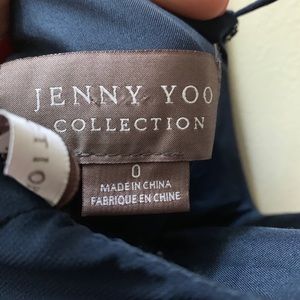 JENNY YOO
COLLECTION
0
MADE IN CHINA
FABRIQUE EN CHINE